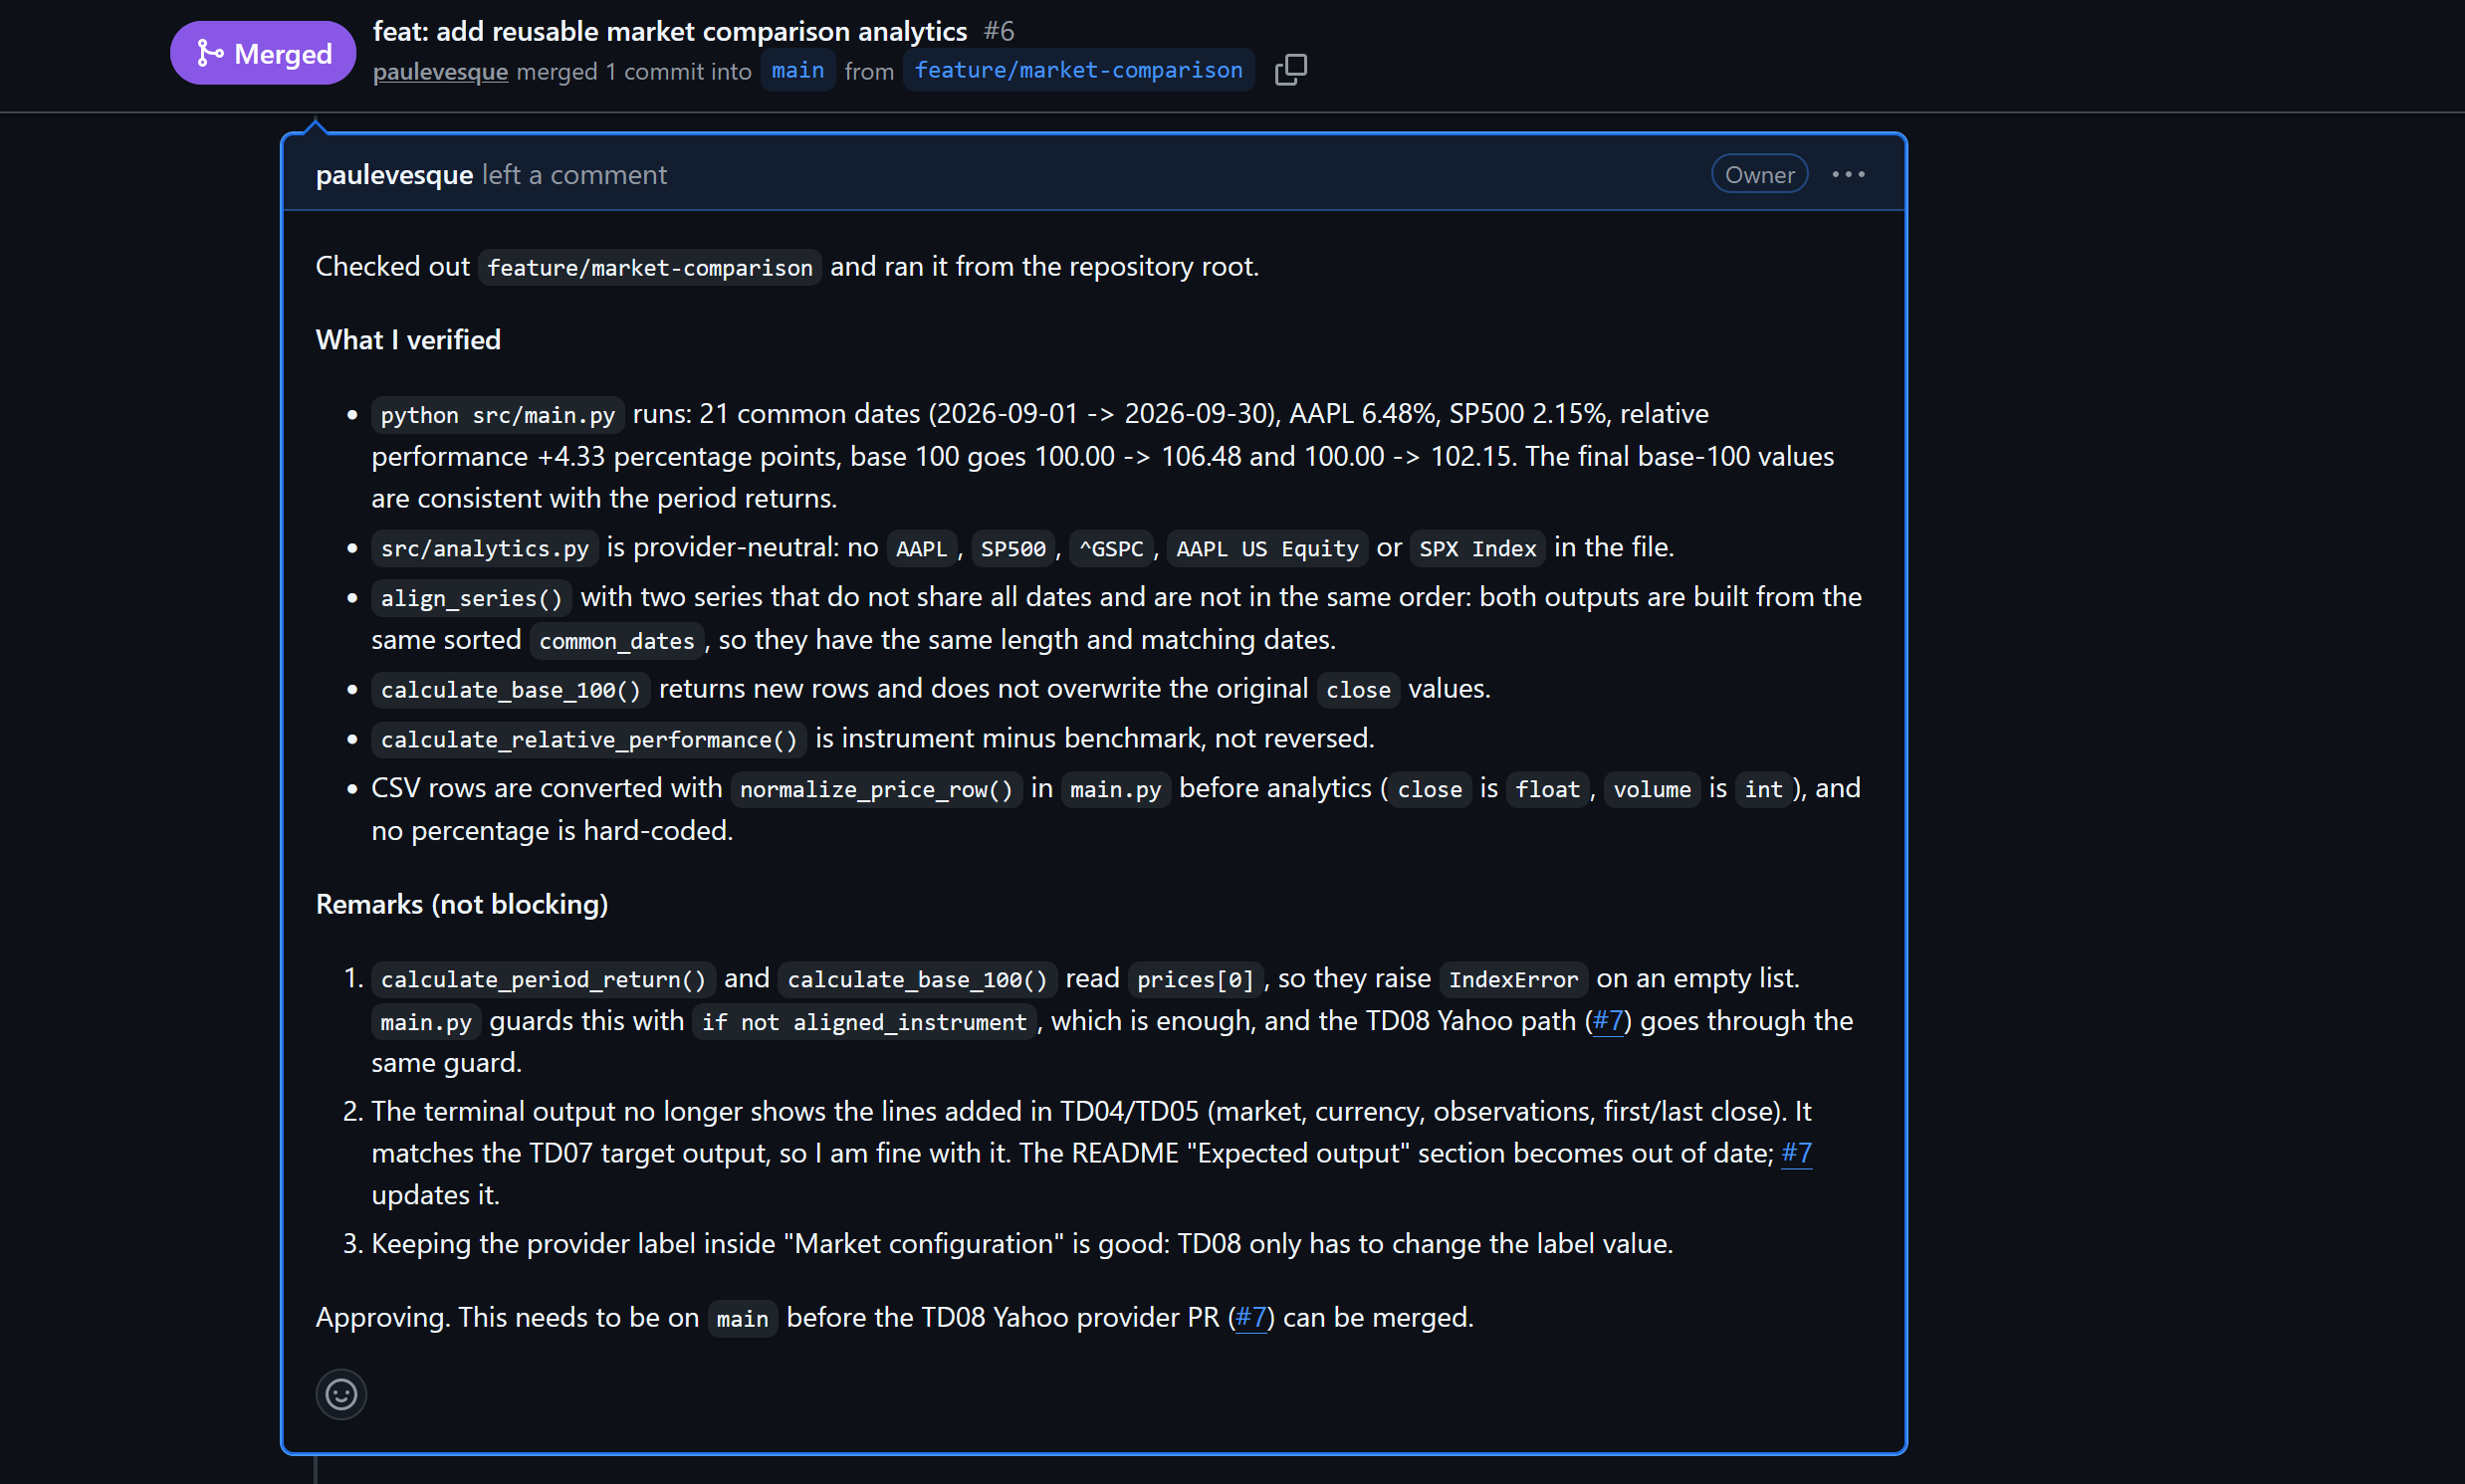 Merged
feat: add reusable market comparison analytics #6
paulevesque merged 1 commit into main from feature/market-comparison
paulevesque left a comment
Owner
Checked out feature/market-comparison and ran it from the repository root.
What I verified
• python src/main.py runs: 21 common dates (2026-09-01 -> 2026-09-30), AAPL 6.48%, SP500 2.15%, relative
performance +4.33 percentage points, base 100 goes 100.00 -> 106.48 and 100.00 -> 102.15. The final base-100 values
are consistent with the period returns.
• src/analytics.py is provider-neutral: no AAPL, SP500, ^GSPC, AAPL US Equity or SPX Index in the file.
• align_series() with two series that do not share all dates and are not in the same order: both outputs are built from the
same sorted common_dates, so they have the same length and matching dates.
• calculate_base_100() returns new rows and does not overwrite the original close values.
• calculate_relative_performance() is instrument minus benchmark, not reversed.
• CSV rows are converted with normalize_price_row() in main.py before analytics (close is float, volume is int), and
no percentage is hard-coded.
Remarks (not blocking)
1. calculate_period_return() and calculate_base_100() read prices[0], so they raise IndexError on an empty list.
main.py guards this with if not aligned_instrument, which is enough, and the TD08 Yahoo path (#7) goes through the
same guard.
2. The terminal output no longer shows the lines added in TD04/TD05 (market, currency, observations, first/last close). It
matches the TD07 target output, so I am fine with it. The README "Expected output" section becomes out of date; #7
updates it.
3. Keeping the provider label inside "Market configuration" is good: TD08 only has to change the label value.
Approving. This needs to be on main before the TD08 Yahoo provider PR (#7) can be merged.